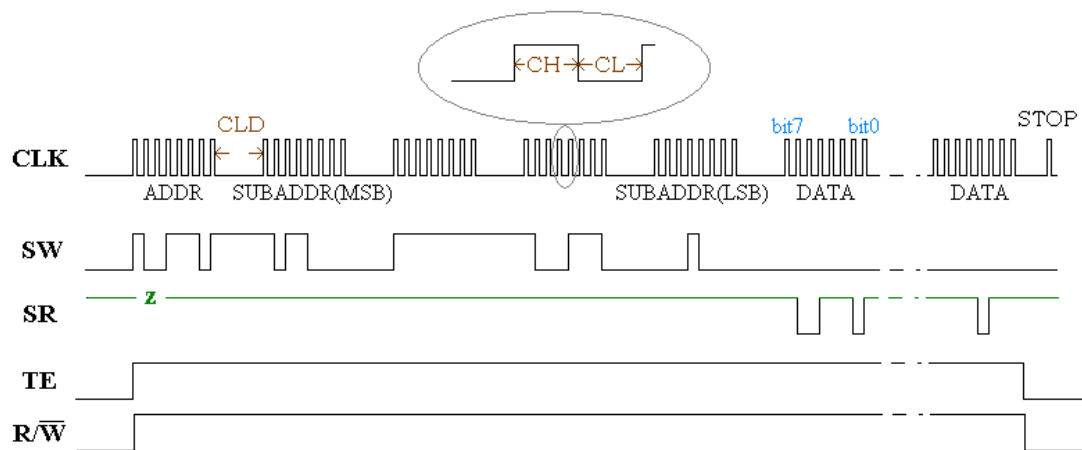 CH CL
CLD bit7 bit0 STOP
CLK
ADDR SUBADDR(MSB) SUBADDR(LSB) DATA DATA
SW
z
SR
TE
R/W̅